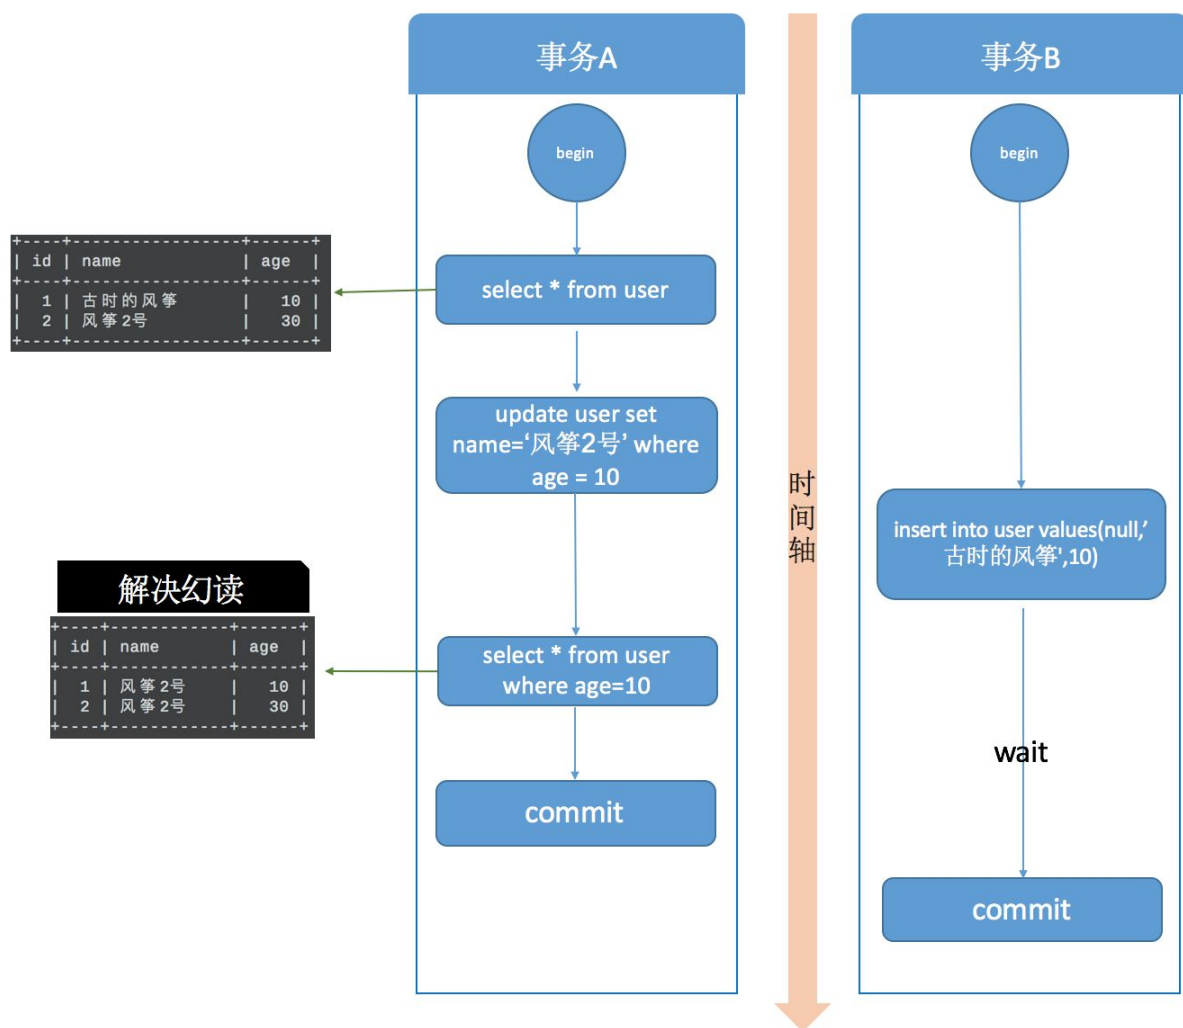 事务A
事务B
begin
begin
+----+------------------+------+
| id | name | age |
+----+------------------+------+
| 1 | 古时的风筝 | 10 |
| 2 | 风筝2号 | 30 |
+----+------------------+------+
select * from user
update user set
name=‘风筝2号’ where
age = 10
时
间
轴
insert into user values(null,’
古时的风筝',10)
解决幻读
+----+------------+------+
| id | name | age |
+----+------------+------+
| 1 | 风筝2号 | 10 |
| 2 | 风筝2号 | 30 |
+----+------------+------+
select * from user
where age=10
wait
commit
commit